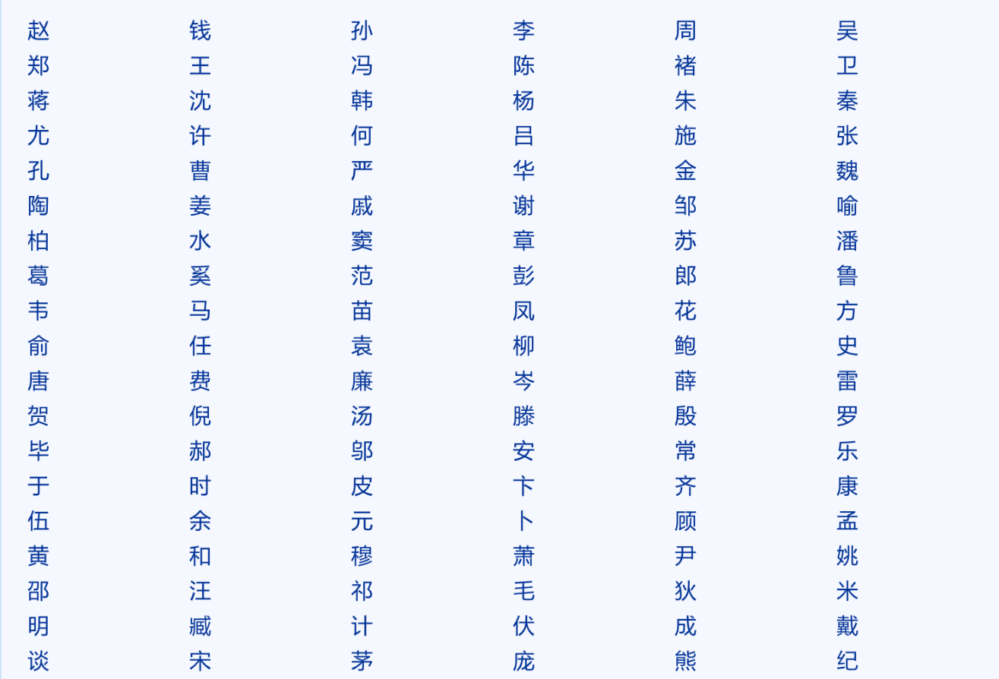 赵 钱 孙 李 周 吴
郑 王 冯 陈 褚 卫
蒋 沈 韩 杨 朱 秦
尤 许 何 吕 施 张
孔 曹 严 华 金 魏
陶 姜 戚 谢 邹 喻
柏 水 窦 章 苏 潘
葛 奚 范 彭 郎 鲁
韦 马 苗 凤 花 方
俞 任 袁 柳 鲍 史
唐 费 廉 岑 薛 雷
贺 倪 汤 滕 殷 罗
毕 郝 邬 安 常 乐
于 时 皮 卞 齐 康
伍 余 元 卜 顾 孟
黄 和 穆 萧 尹 姚
邵 汪 祁 毛 狄 米
明 臧 计 伏 成 戴
谈 宋 茅 庞 熊 纪